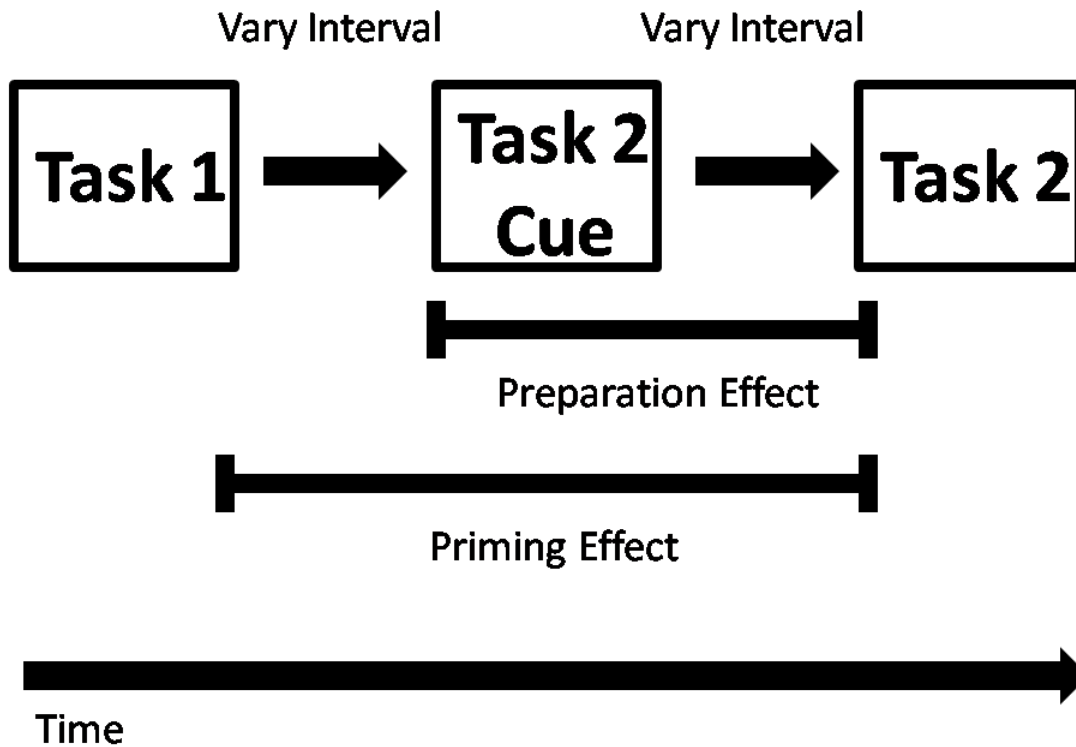 Vary Interval
Vary Interval
Task 1
Task 2
Cue
Task 2
Preparation Effect
Priming Effect
Time